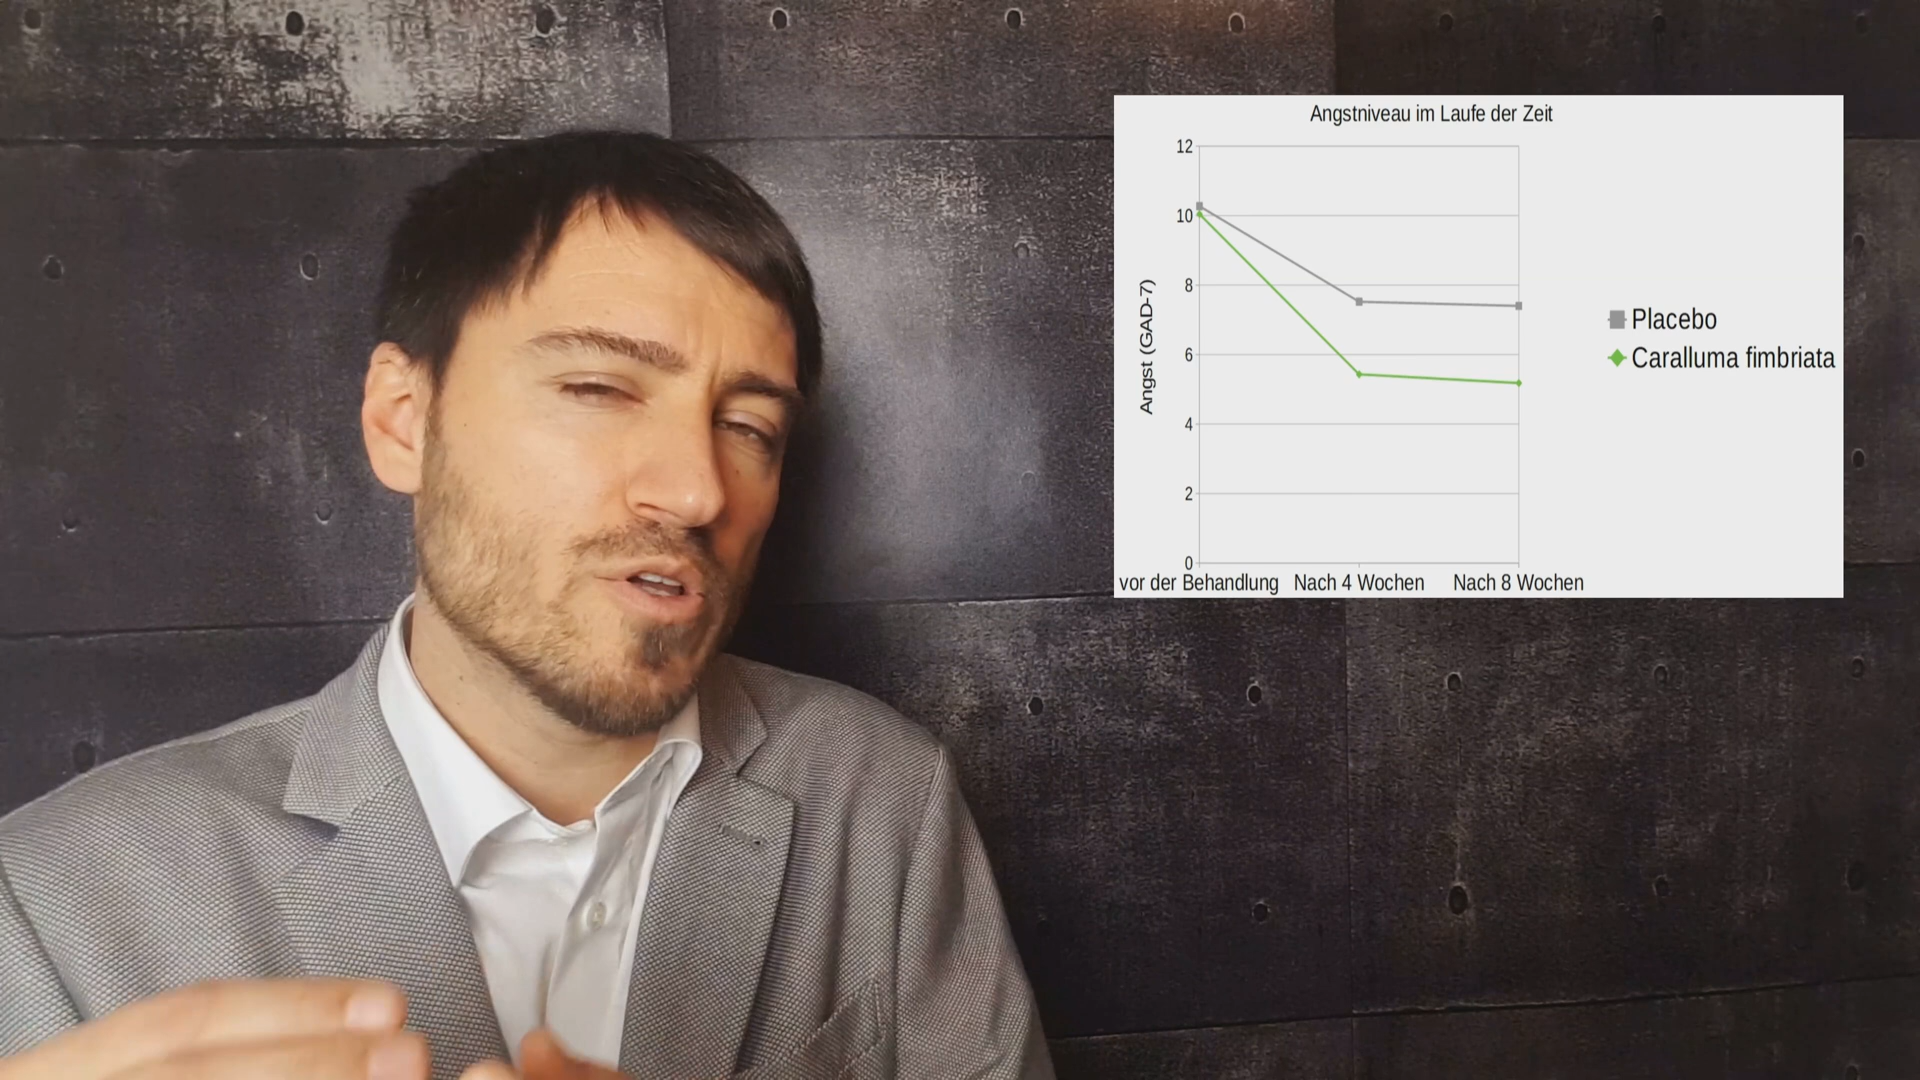 Angstniveau im Laufe der Zeit
12
10
8
6
4
2
0
Angst (GAD-7)
vor der Behandlung
Nach 4 Wochen
Nach 8 Wochen
Placebo
Caralluma fimbriata